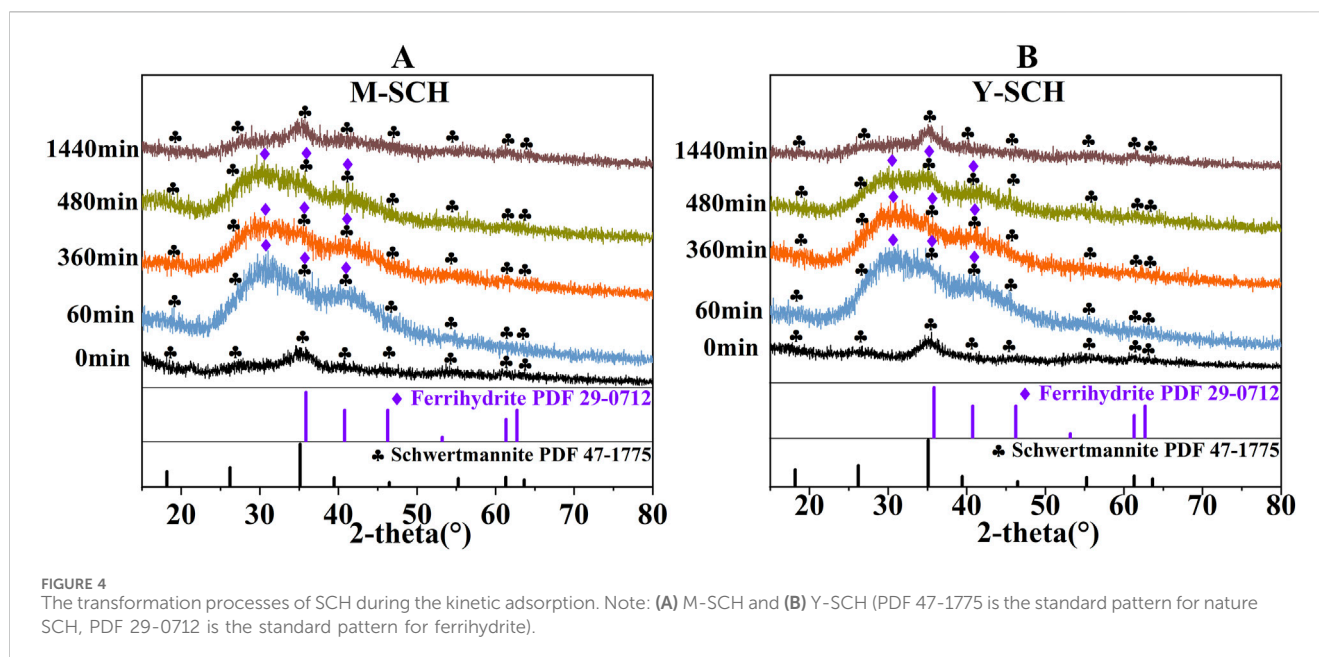 A
M-SCH
1440min
480min
360min
60min
0min
♦ Ferrihydrite PDF 29-0712
♣ Schwertmannite PDF 47-1775
20 30 40 50 60 70 80
2-theta(°)
B
Y-SCH
1440min
480min
360min
60min
0min
♦ Ferrihydrite PDF 29-0712
♣ Schwertmannite PDF 47-1775
20 30 40 50 60 70 80
2-theta(°)
FIGURE 4
The transformation processes of SCH during the kinetic adsorption. Note: (A) M-SCH and (B) Y-SCH (PDF 47-1775 is the standard pattern for nature
SCH, PDF 29-0712 is the standard pattern for ferrihydrite).